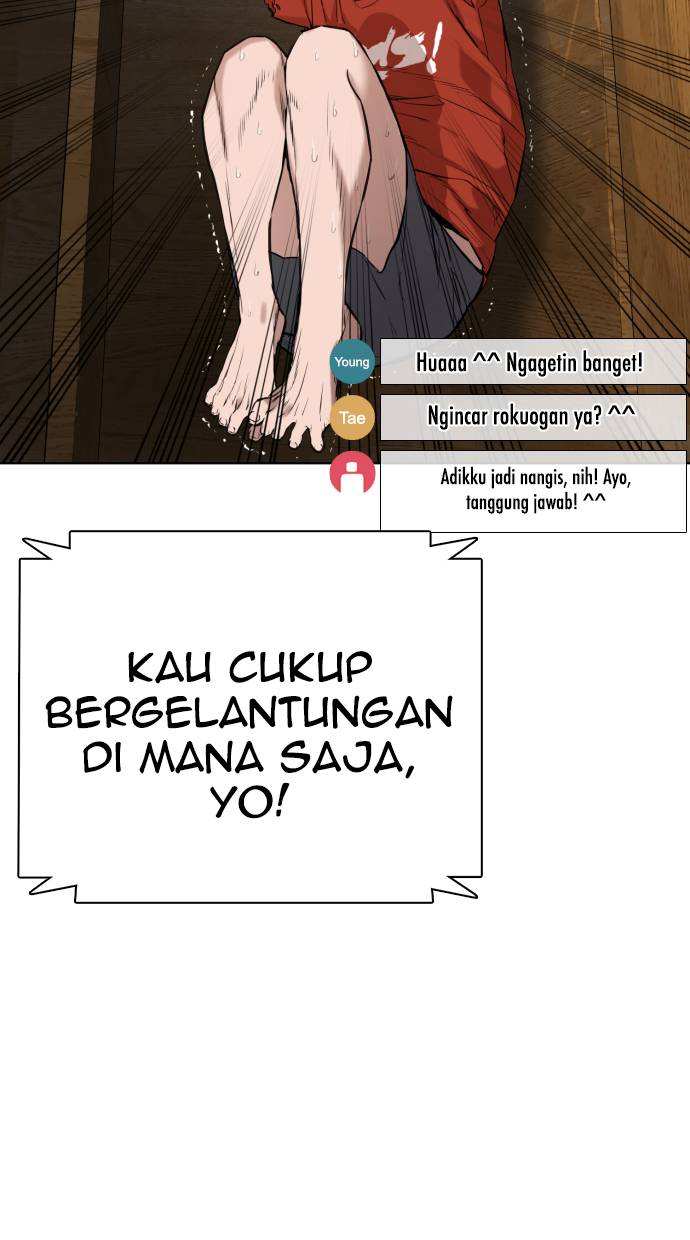 Young
Huaaa ^^ Ngagetin banget!
Tae
Ngincar rokuogan ya? ^^
Adikku jadi nangis, nih! Ayo,
tanggung jawab! ^^
KAU CUKUP
BERGELANTUNGAN
DI MANA SAJA,
YO!